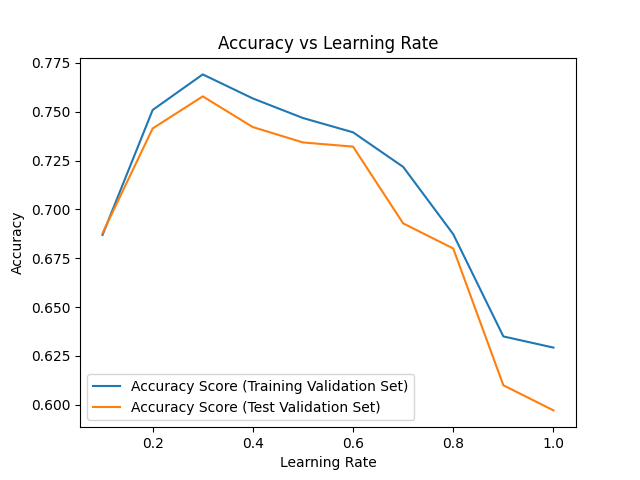 Accuracy vs Learning Rate
0.775
0.750
0.725
0.700
0.675
0.650
0.625
0.600
Accuracy
Accuracy Score (Training Validation Set)
Accuracy Score (Test Validation Set)
0.2 0.4 0.6 0.8 1.0
Learning Rate